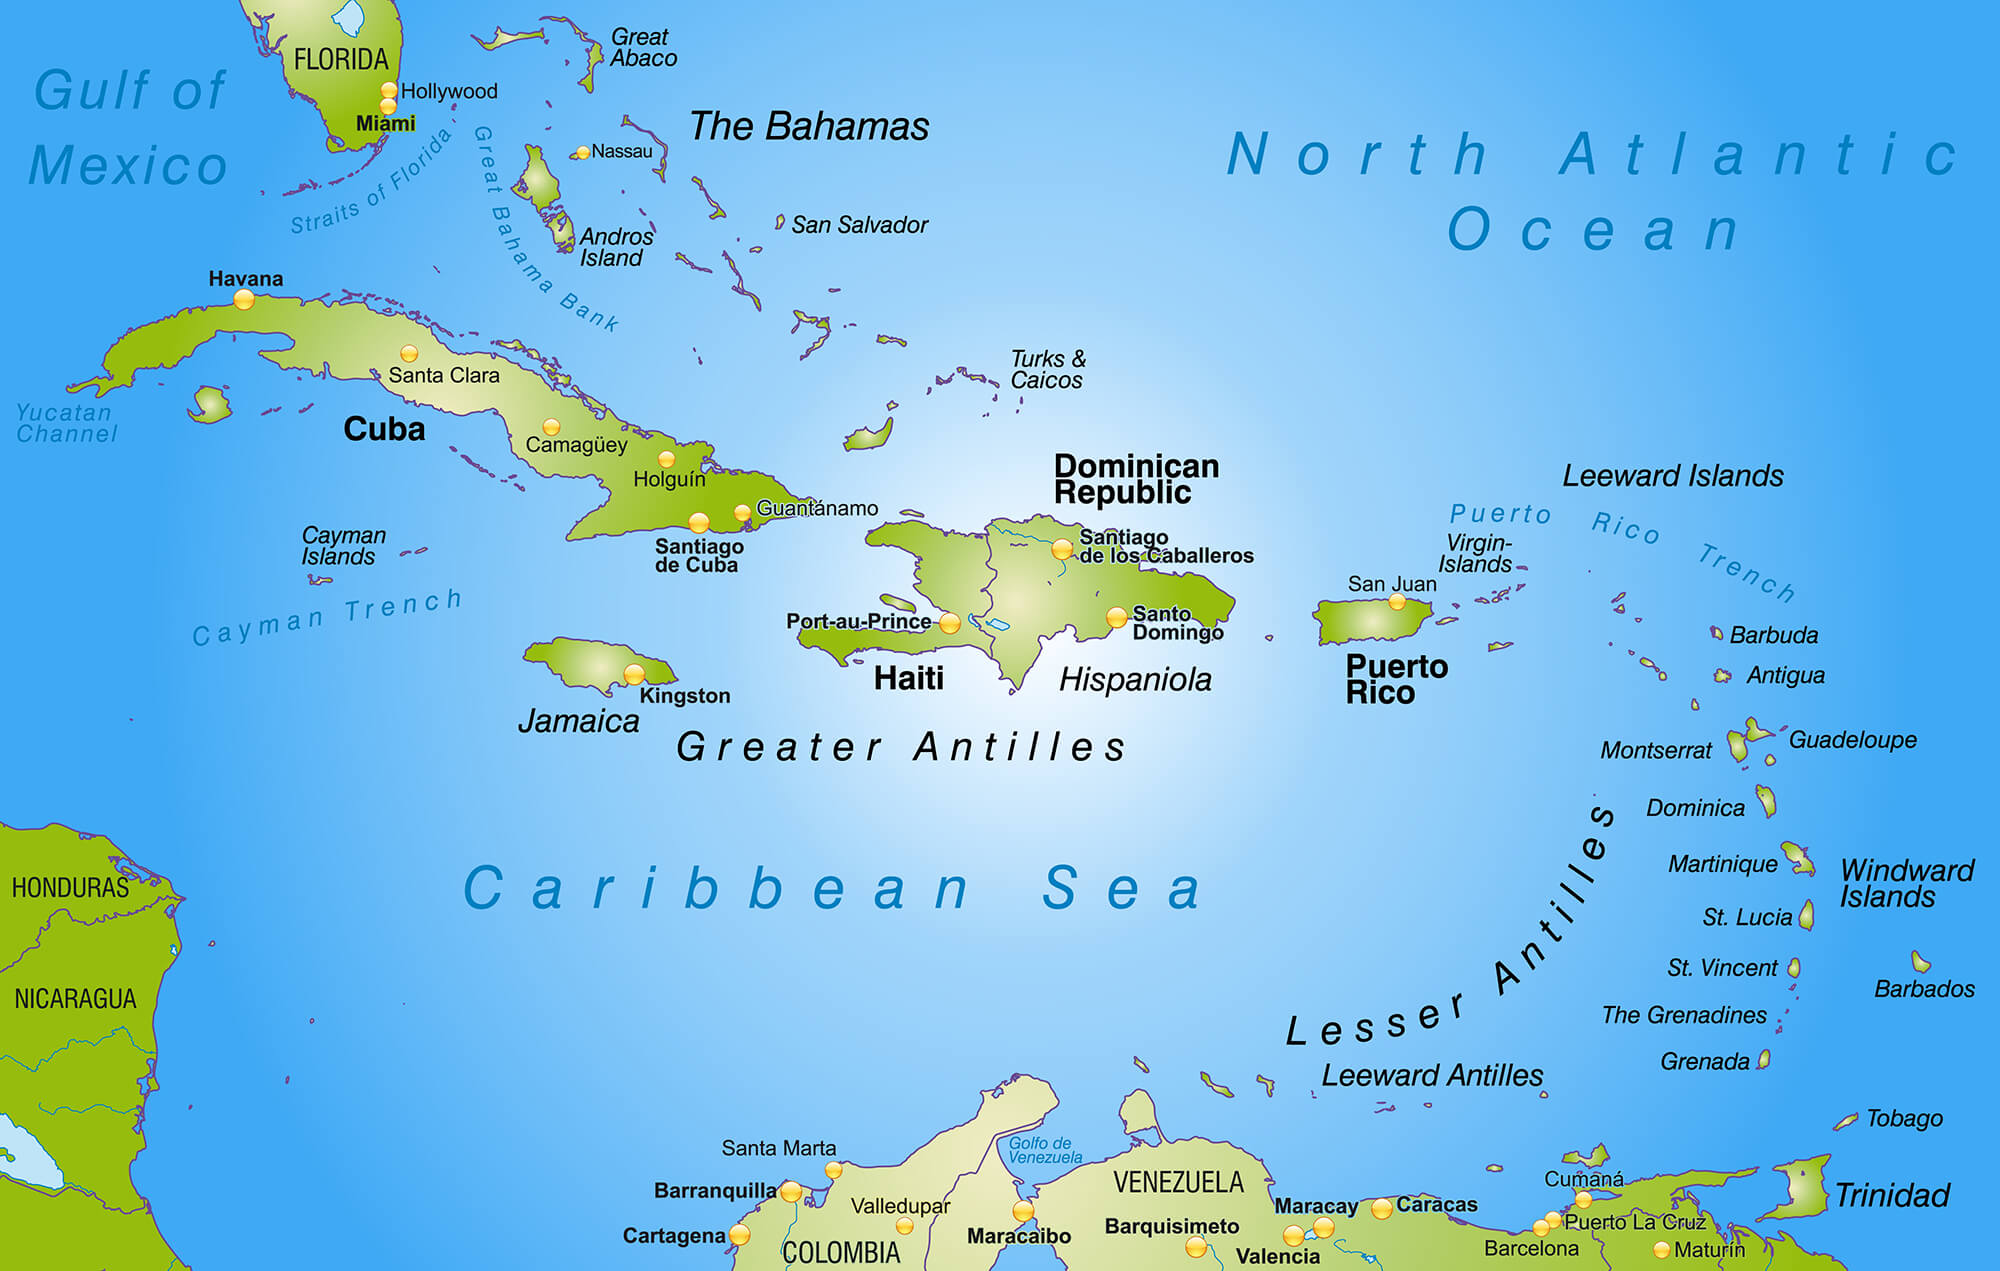 FLORIDA
Hollywood
Miami
Gulf of
Mexico
Straits of Florida
Great Bahama Bank
Great
Abaco
The Bahamas
Nassau
Andros
Island
San Salvador
North Atlantic
Ocean
Havana
Santa Clara
Cuba
Camagüey
Holguín
Guantánamo
Santiago
de Cuba
Yucatan
Channel
Turks &
Caicos
Cayman
Islands
Cayman Trench
Dominican
Republic
Santiago
de los Caballeros
Santo
Domingo
Port-au-Prince
Haiti
Hispaniola
Kingston
Jamaica
Greater Antilles
San Juan
Puerto
Rico
Leeward Islands
Puerto Rico Trench
Virgin-
Islands
Barbuda
Antigua
Guadeloupe
Montserrat
Dominica
Martinique
Windward
Islands
St. Lucia
St. Vincent
Barbados
The Grenadines
Grenada
Lesser Antilles
Leeward Antilles
Tobago
Trinidad
Caribbean Sea
HONDURAS
NICARAGUA
Santa Marta
Barranquilla
Cartagena
Valledupar
COLOMBIA
Golfo de
Venezuela
Maracaibo
VENEZUELA
Barquisimeto
Maracay
Valencia
Caracas
Cumaná
Puerto La Cruz
Barcelona
Maturín